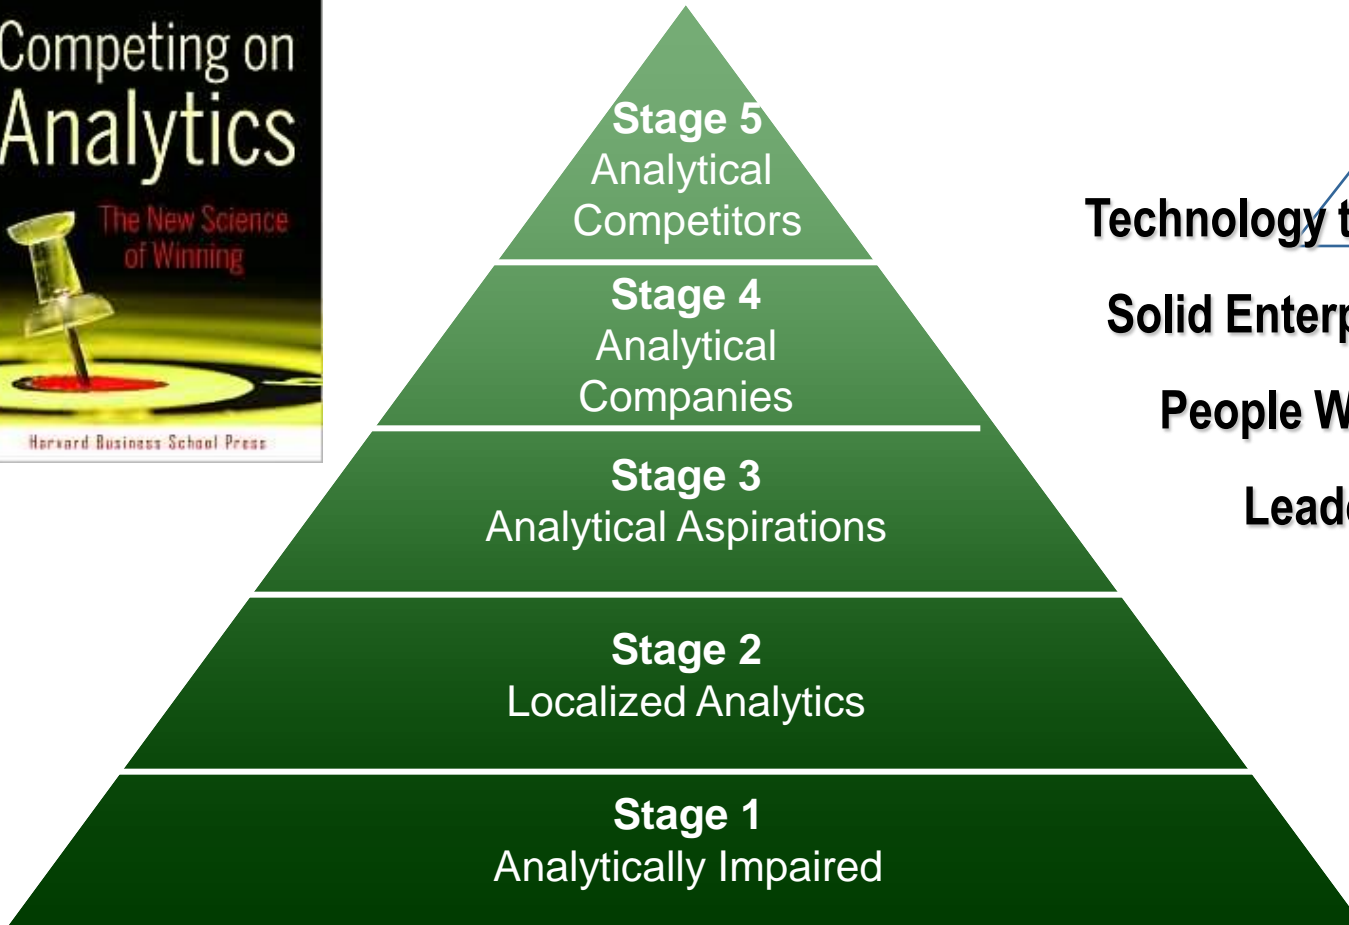 Competing on
Analytics
The New Science
of Winning
Harvard Business School Press
Stage 5
Analytical
Competitors
Stage 4
Analytical
Companies
Stage 3
Analytical Aspirations
Stage 2
Localized Analytics
Stage 1
Analytically Impaired
Technology
Solid
People